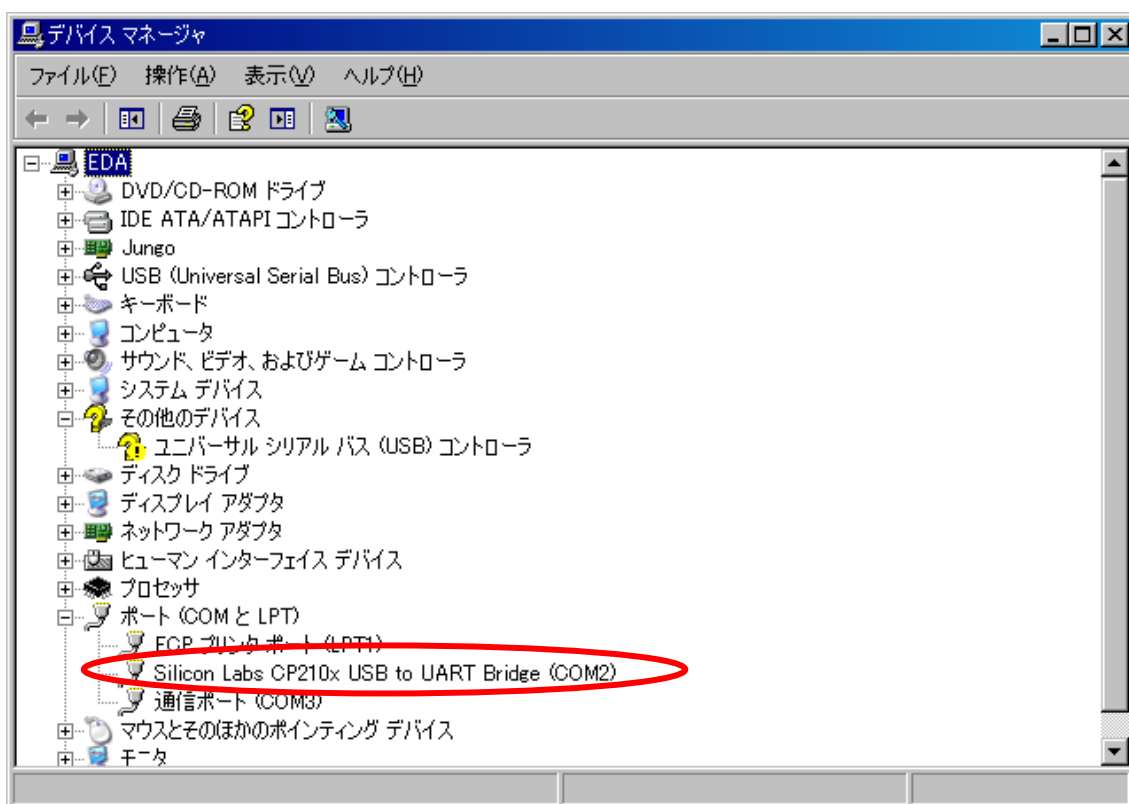 デバイス マネージャ
ファイル(F) 操作(A) 表示(V) ヘルプ(H)
EDA
DVD/CD-ROM ドライブ
IDE ATA/ATAPI コントローラ
Jungo
USB (Universal Serial Bus) コントローラ
キーボード
コンピュータ
サウンド、ビデオ、およびゲーム コントローラ
システム デバイス
その他のデバイス
ユニバーサル シリアル バス (USB) コントローラ
ディスク ドライブ
ディスプレイ アダプタ
ネットワーク アダプタ
ヒューマン インターフェイス デバイス
プロセッサ
ポート (COM と LPT)
ECP プリンタ ポート (LPT1)
Silicon Labs CP210x USB to UART Bridge (COM2)
通信ポート (COM3)
マウスとそのほかのポインティング デバイス
モニタ